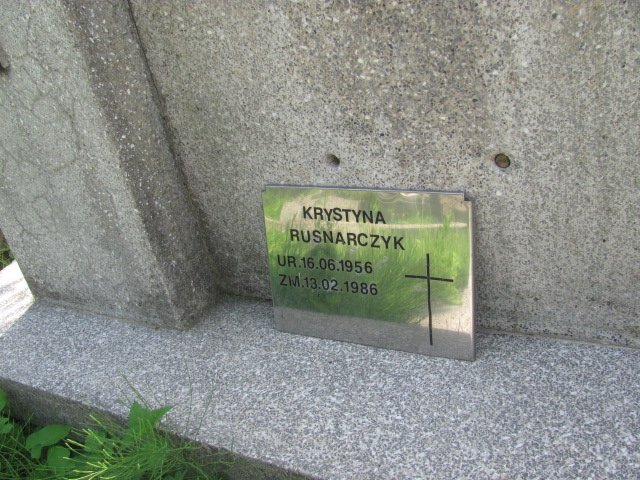 KRYSTYNA
RUSNARCZYK
UR.16.06.1956
ZM.13.02.1986